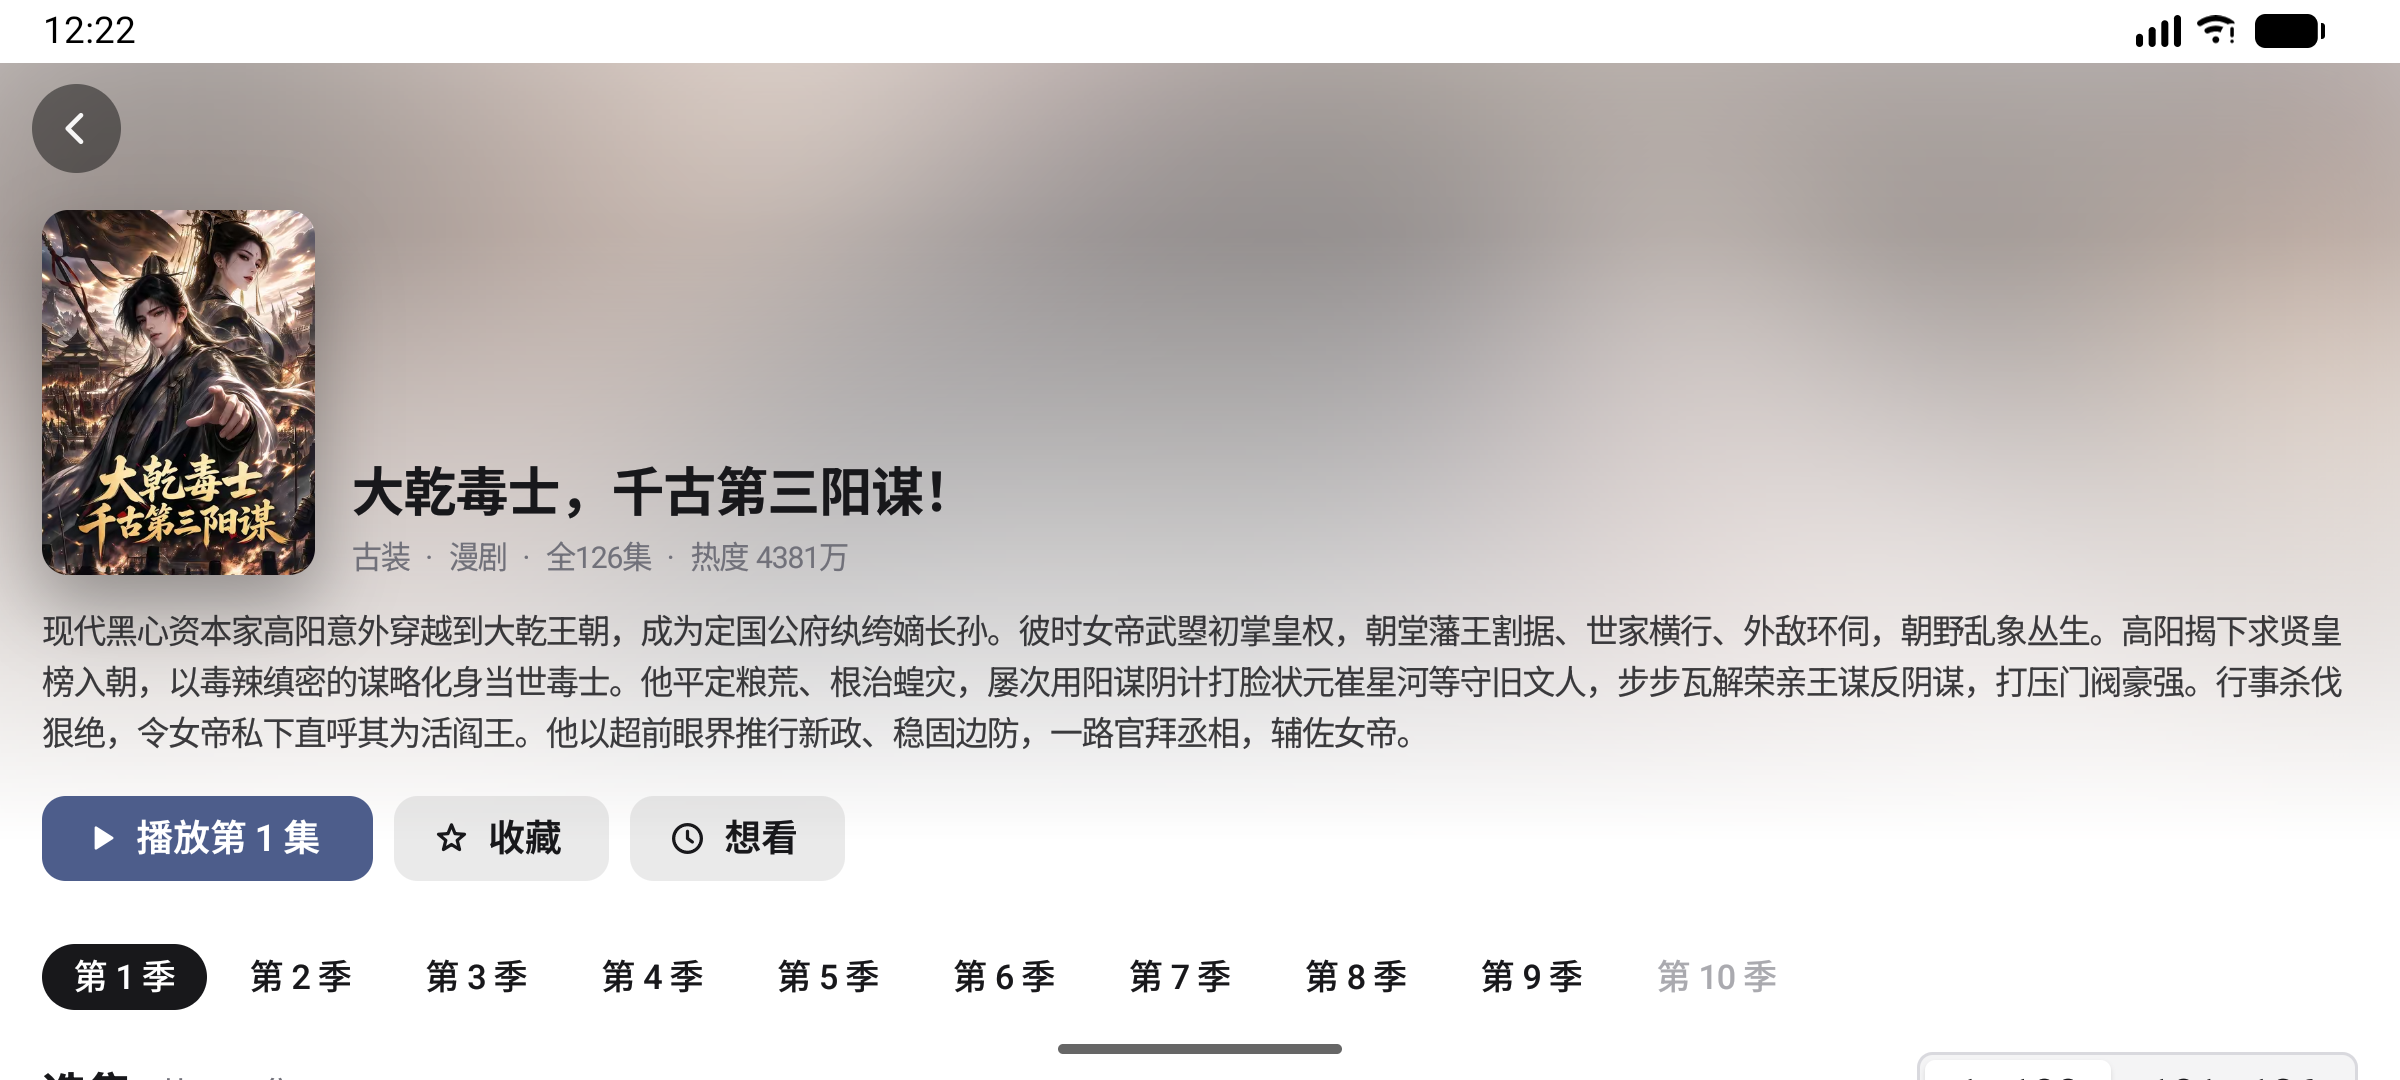 12:22
大乾毒士
千古第三阳谋
大乾毒士，千古第三阳谋！
古装 · 漫剧 · 全126集 · 热度 4381万
现代黑心资本家高阳意外穿越到大乾王朝，成为定国公府纨绔嫡长孙。彼时女帝武曌初掌皇权，朝堂藩王割据、世家横行、外敌环伺，朝野乱象丛生。高阳揭下求贤皇
榜入朝，以毒辣缜密的谋略化身当世毒士。他平定粮荒、根治蝗灾，屡次用阳谋阴计打脸状元崔星河等守旧文人，步步瓦解荣亲王谋反阴谋，打压门阀豪强。行事杀伐
狠绝，令女帝私下直呼其为活阎王。他以超前眼界推行新政、稳固边防，一路官拜丞相，辅佐女帝。
播放第 1 集 收藏 想看
第 1 季 第 2 季 第 3 季 第 4 季 第 5 季 第 6 季 第 7 季 第 8 季 第 9 季 第 10 季